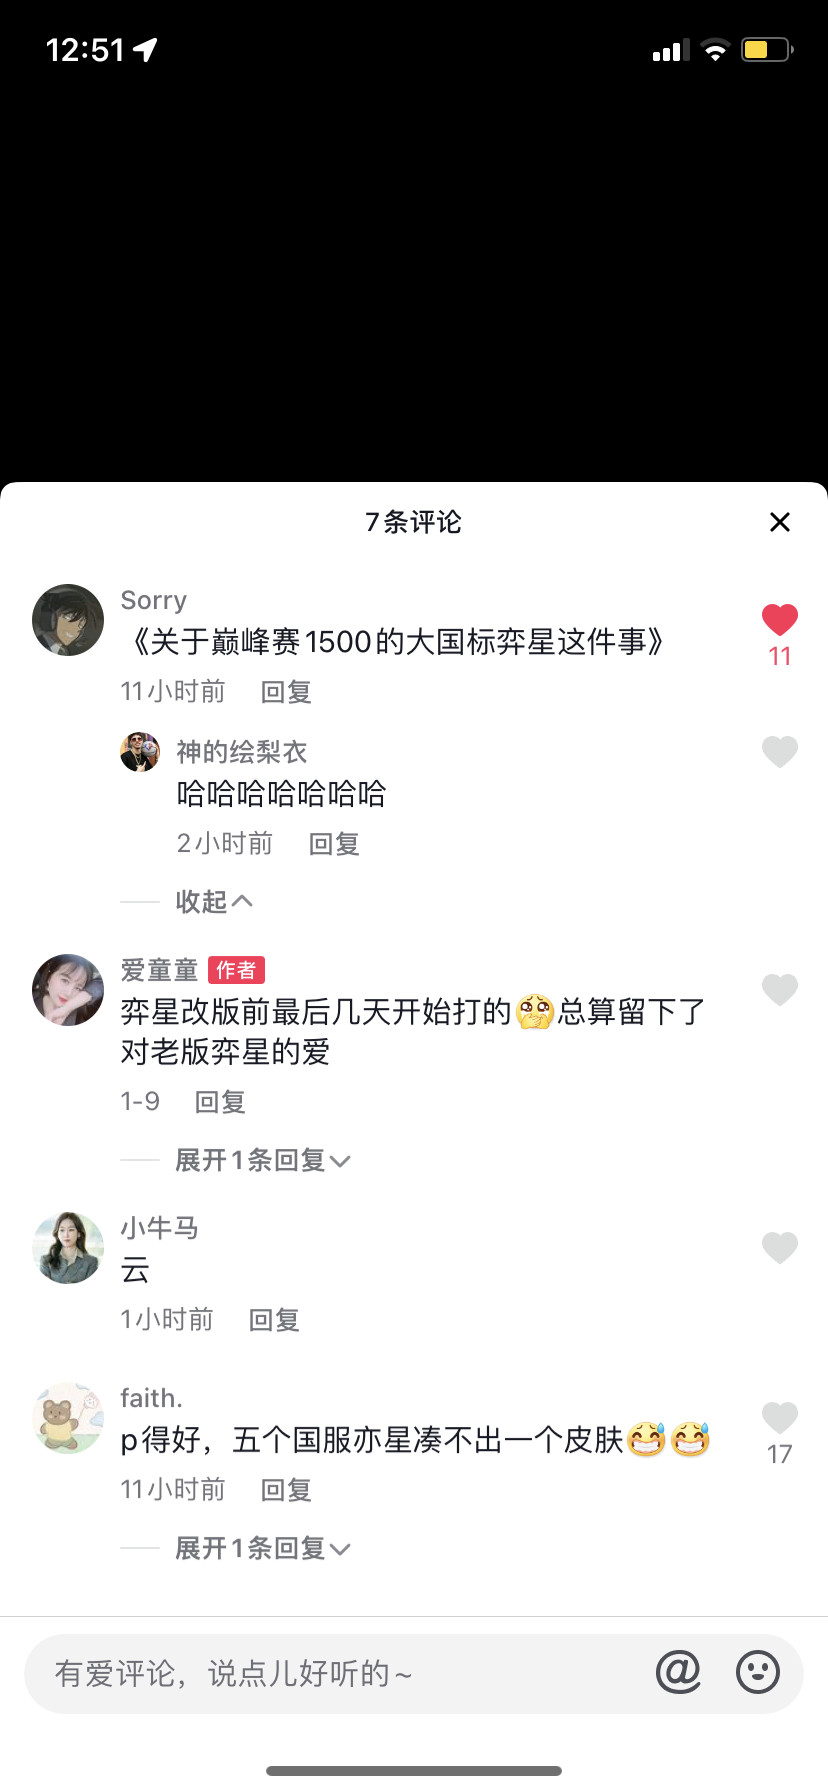 12:51
7条评论
Sorry
《关于巅峰赛1500的大国标弈星这件事》
11
11小时前 回复
神的绘梨衣
哈哈哈哈哈哈哈
2小时前 回复
收起
爱童童 作者
弈星改版前最后几天开始打的🥺总算留下了
对老版弈星的爱
1-9 回复
展开1条回复
小牛马
云
1小时前 回复
faith.
p得好，五个国服亦星凑不出一个皮肤😅😅
17
11小时前 回复
展开1条回复
有爱评论，说点儿好听的~ @